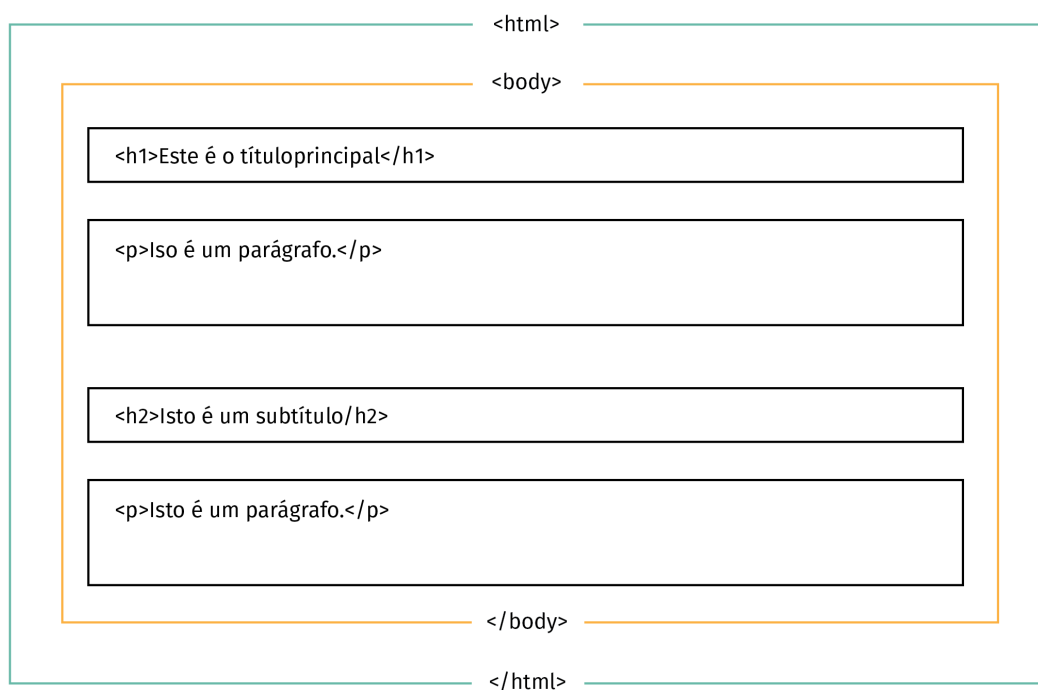 <html>
<body>
<h1>Este é o títuloprincipal</h1>
<p>Iso é um parágrafo.</p>
<h2>Isto é um subtítulo/h2>
<p>Isto é um parágrafo.</p>
</body>
</html>